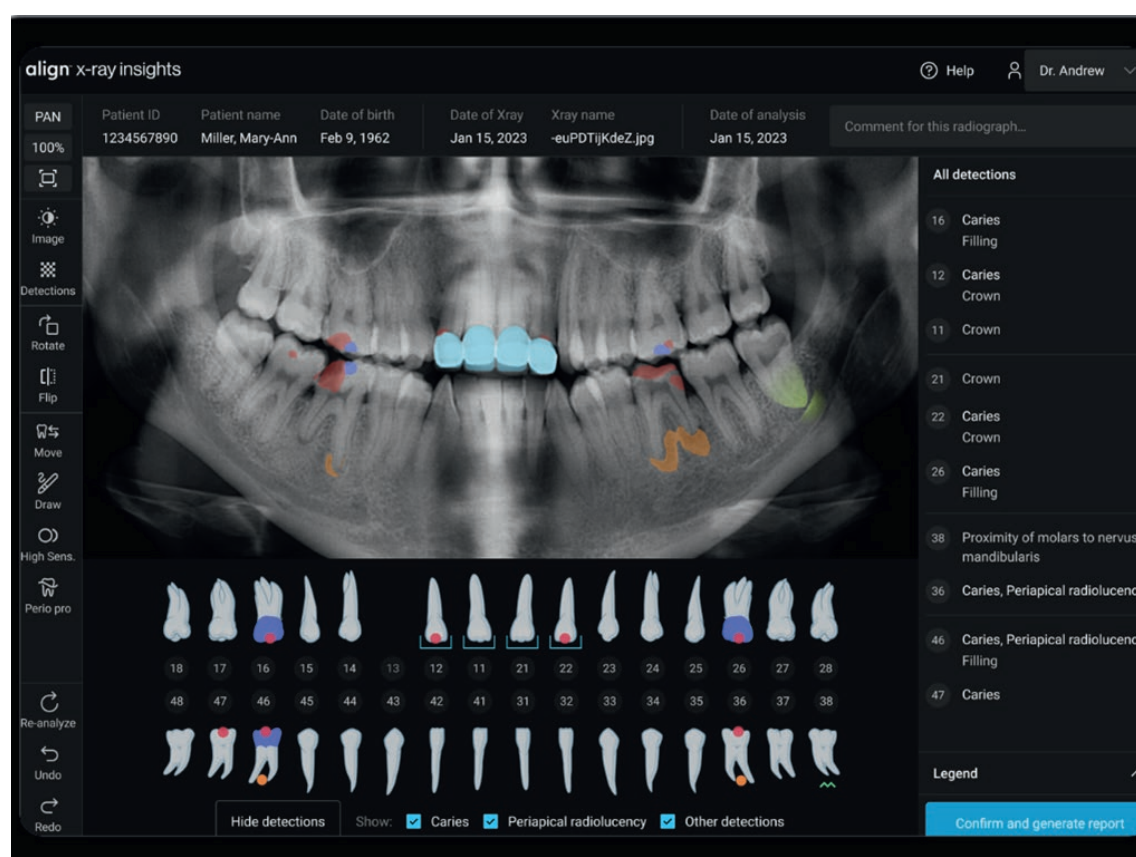 align x-ray insights
Help
Dr. Andrew
PAN
100%
Patient ID
1234567890
Patient name
Miller, Mary-Ann
Date of birth
Feb 9, 1962
Date of Xray
Jan 15, 2023
Xray name
-euPDTijKdeZ.jpg
Date of analysis
Jan 15, 2023
Comment for this radiograph...
Image
Detections
Rotate
Flip
Move
Draw
High Sens.
Perio pro
Re-analyze
Undo
Redo
All detections
16 Caries
Filling
12 Caries
Crown
11 Crown
21 Crown
22 Caries
Crown
26 Caries
Filling
38 Proximity of molars to nervus
mandibularis
36 Caries, Periapical radiolucenc
46 Caries, Periapical radiolucenc
Filling
47 Caries
Legend
Confirm and generate report
18 17 16 15 14 13 12 11 21 22 23 24 25 26 27 28
48 47 46 45 44 43 42 41 31 32 33 34 35 36 37 38
Hide detections
Show:
Caries
Periapical radiolucency
Other detections